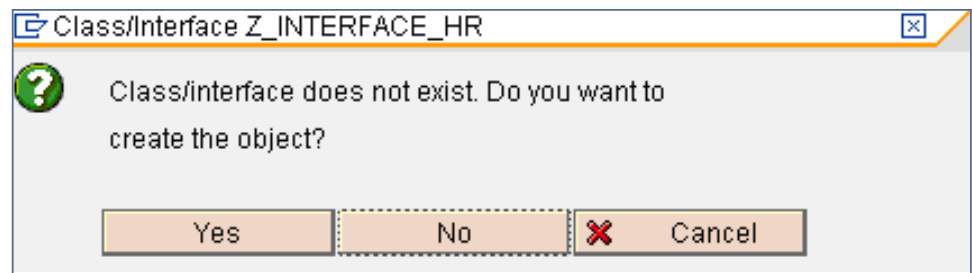 Class/Interface Z_INTERFACE_HR
Class/interface does not exist. Do you want to
create the object?
Yes No Cancel